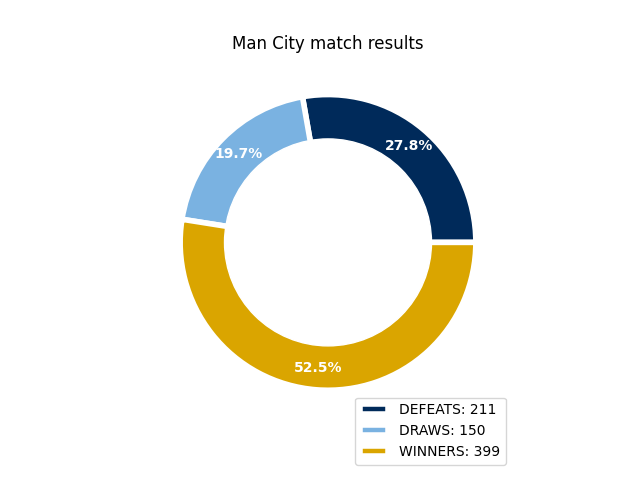 Man City match results
27.8%
19.7%
52.5%
DEFEATS: 211
DRAWS: 150
WINNERS: 399